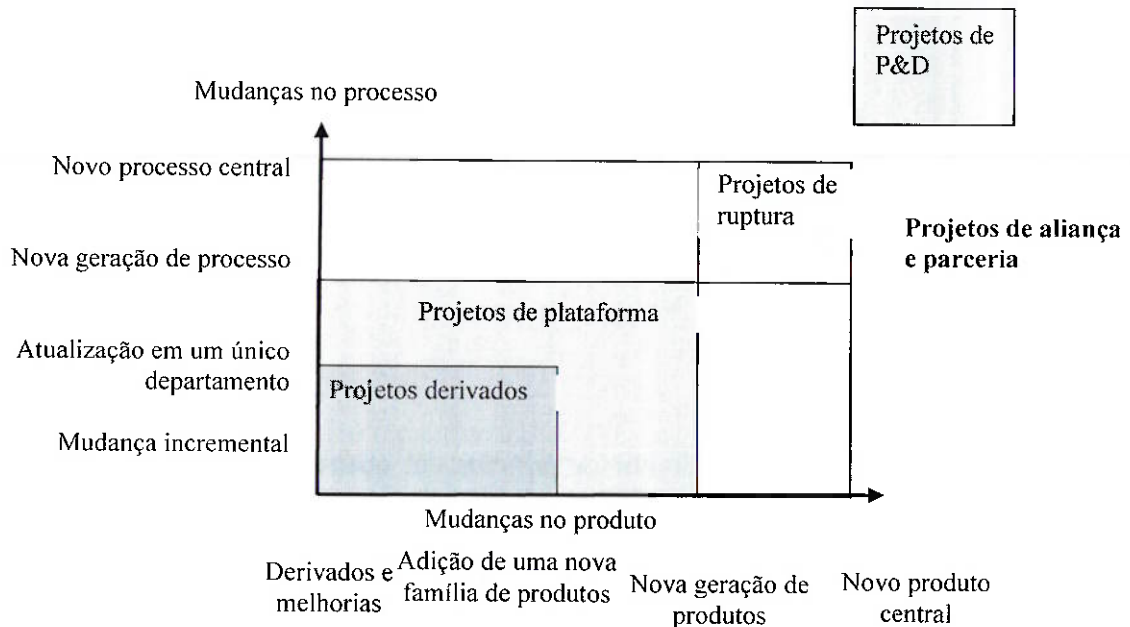 Projetos de
P&D
Mudanças no processo
Novo processo central
Projetos de
ruptura
Projetos de aliança
e parceria
Nova geração de processo
Projetos de plataforma
Atualização em um único
departamento
Projetos derivados
Mudança incremental
Mudanças no produto
Derivados e
melhorias
Adição de uma nova
família de produtos
Nova geração de
produtos
Novo produto
central